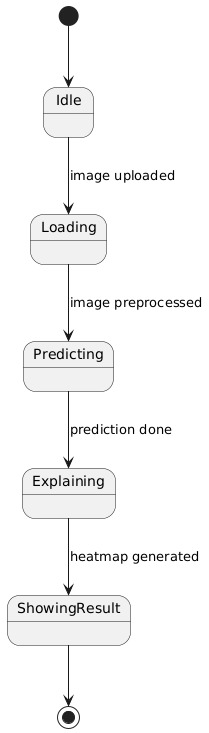 Idle
image uploaded
Loading
image preprocessed
Predicting
prediction done
Explaining
heatmap generated
ShowingResult